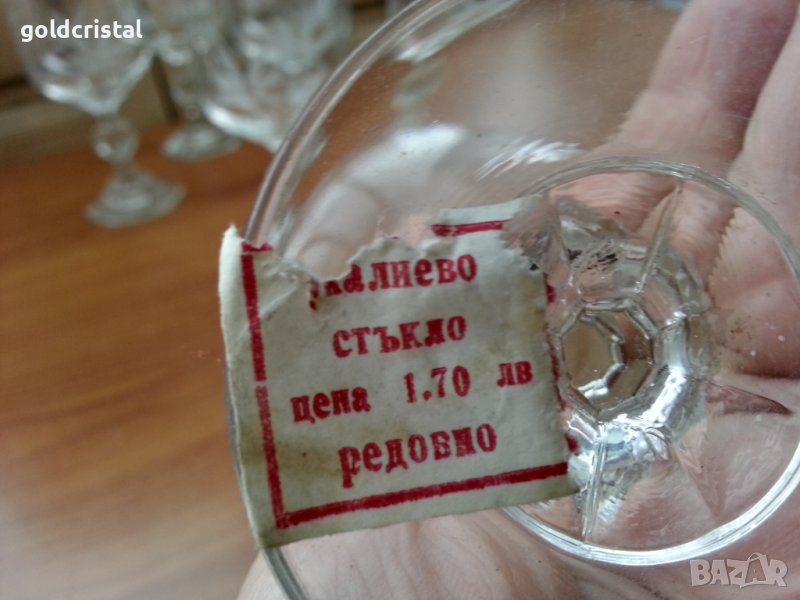 goldcristal
калиево
стъкло
цена 1.70 лв
редовно
BAZAR